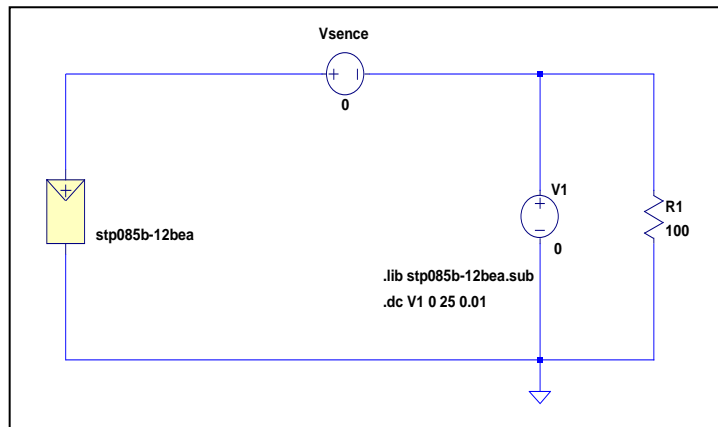 Vsence
0
stp085b-12bea
V1
0
R1
100
.lib stp085b-12bea.sub
.dc V1 0 25 0.01